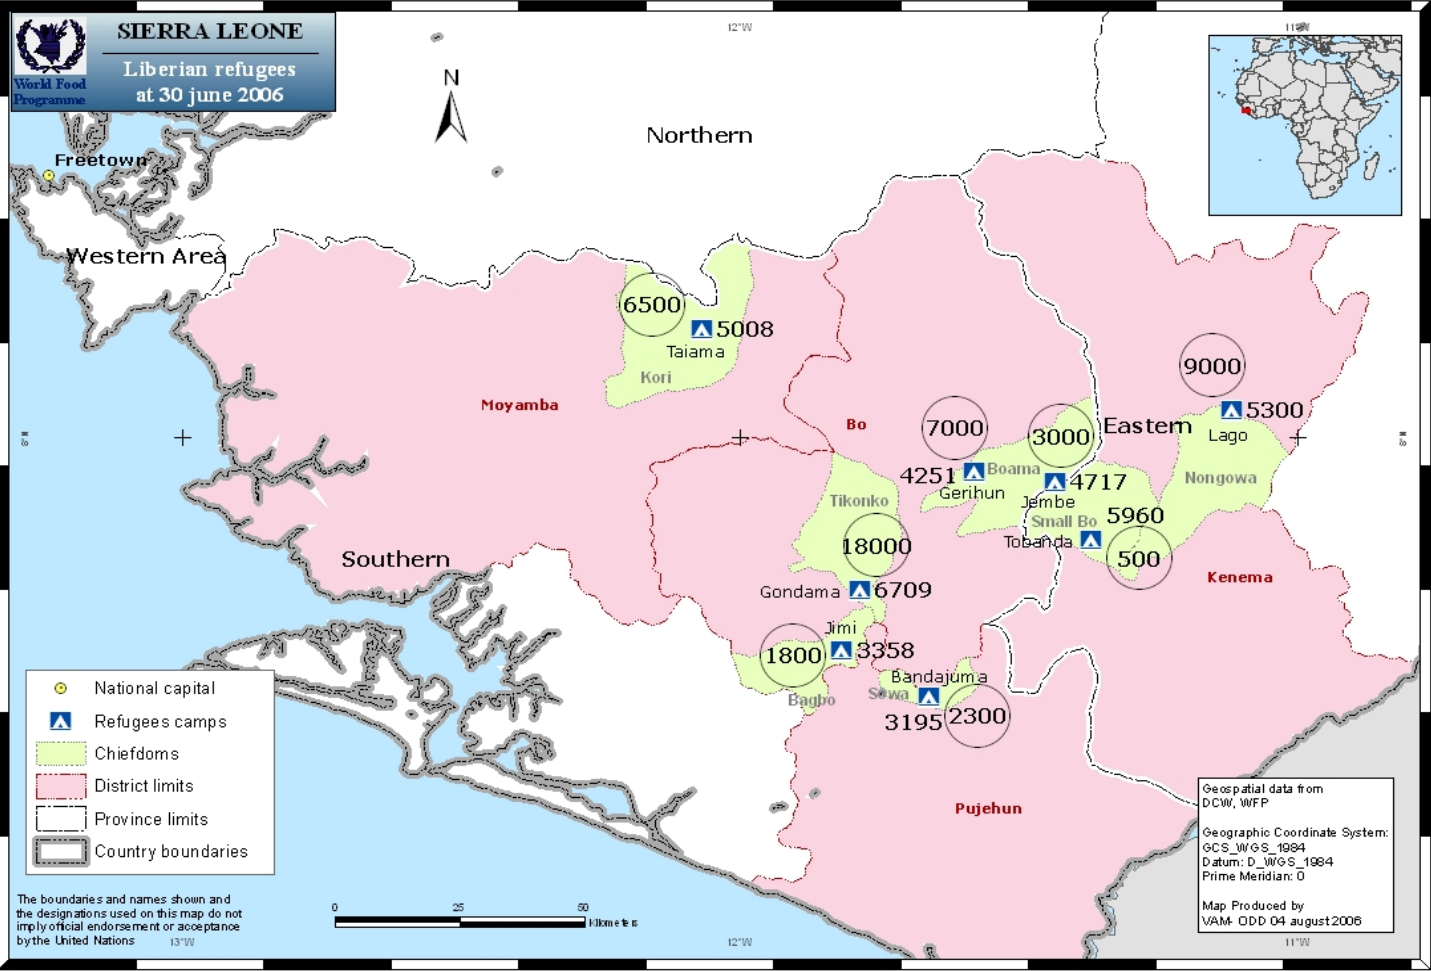 SIERRA LEONE
Liberian refugees
at 30 june 2006
World Food
Programme
N
12°W
Northern
Freetown
Western Area
6500
5008
Taiama
Kori
Moyamba
Bo
9000
5300
Lago
Eastern
Nongowa
7000
3000
4251
Boama
Gerihun
4717
Jembe
Small Bo
5960
Tobanda
500
Kenema
Tikonko
18000
Gondama
6709
Southern
Jimi
1800
3358
Bagbo
Bandajuma
Sowa
3195
2300
Pujehun
National capital
Refugees camps
Chiefdoms
District limits
Province limits
Country boundaries
The boundaries and names shown and
the designations used on this map do not
imply official endorsement or acceptance
by the United Nations
13°W
0
25
50
Kilometers
12°W
11°W
Geospatial data from
DCW, WFP
Geographic Coordinate System:
GCS_WGS_1984
Datum: D_WGS_1984
Prime Meridian: 0
Map Produced by
VAM- ODD 04 august 2006